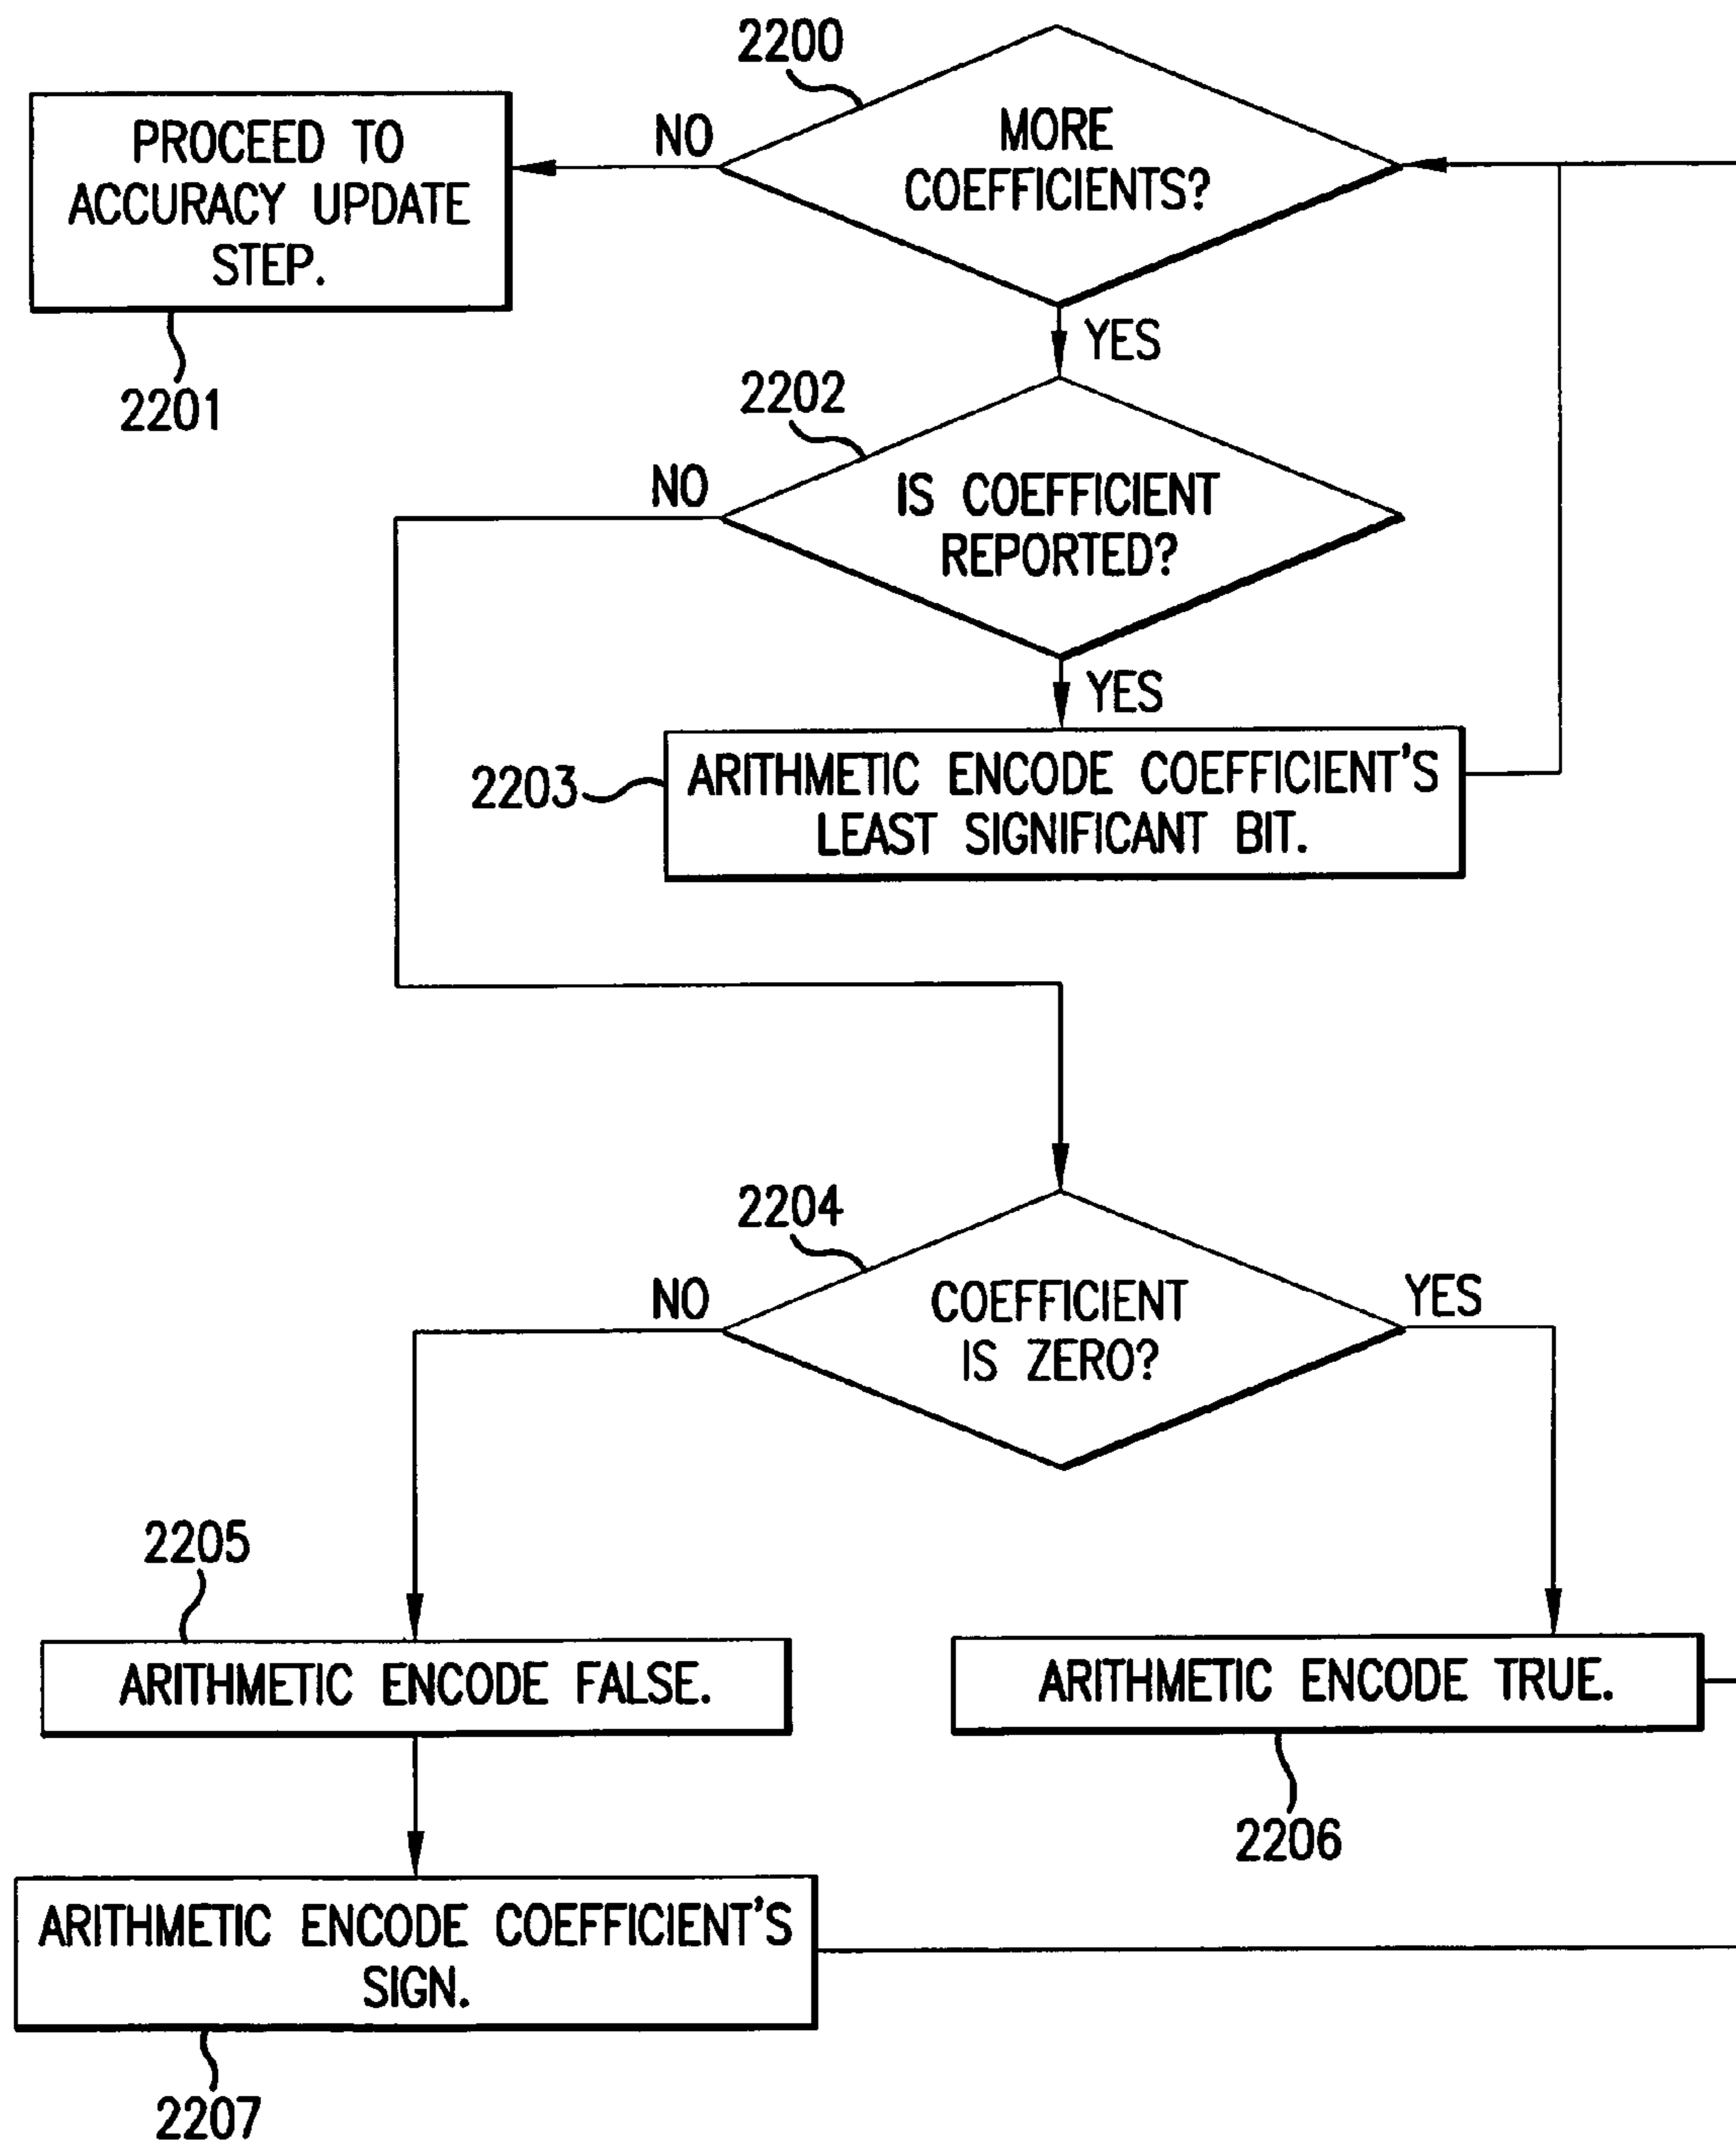 2200
MORE
COEFFICIENTS?
NO
PROCEED TO
ACCURACY UPDATE
STEP.
2201
YES
2202
NO
IS COEFFICIENT
REPORTED?
YES
2203
ARITHMETIC ENCODE COEFFICIENT'S
LEAST SIGNIFICANT BIT.
2204
NO
COEFFICIENT
IS ZERO?
YES
2205
ARITHMETIC ENCODE FALSE.
ARITHMETIC ENCODE TRUE.
2206
ARITHMETIC ENCODE COEFFICIENT'S
SIGN.
2207